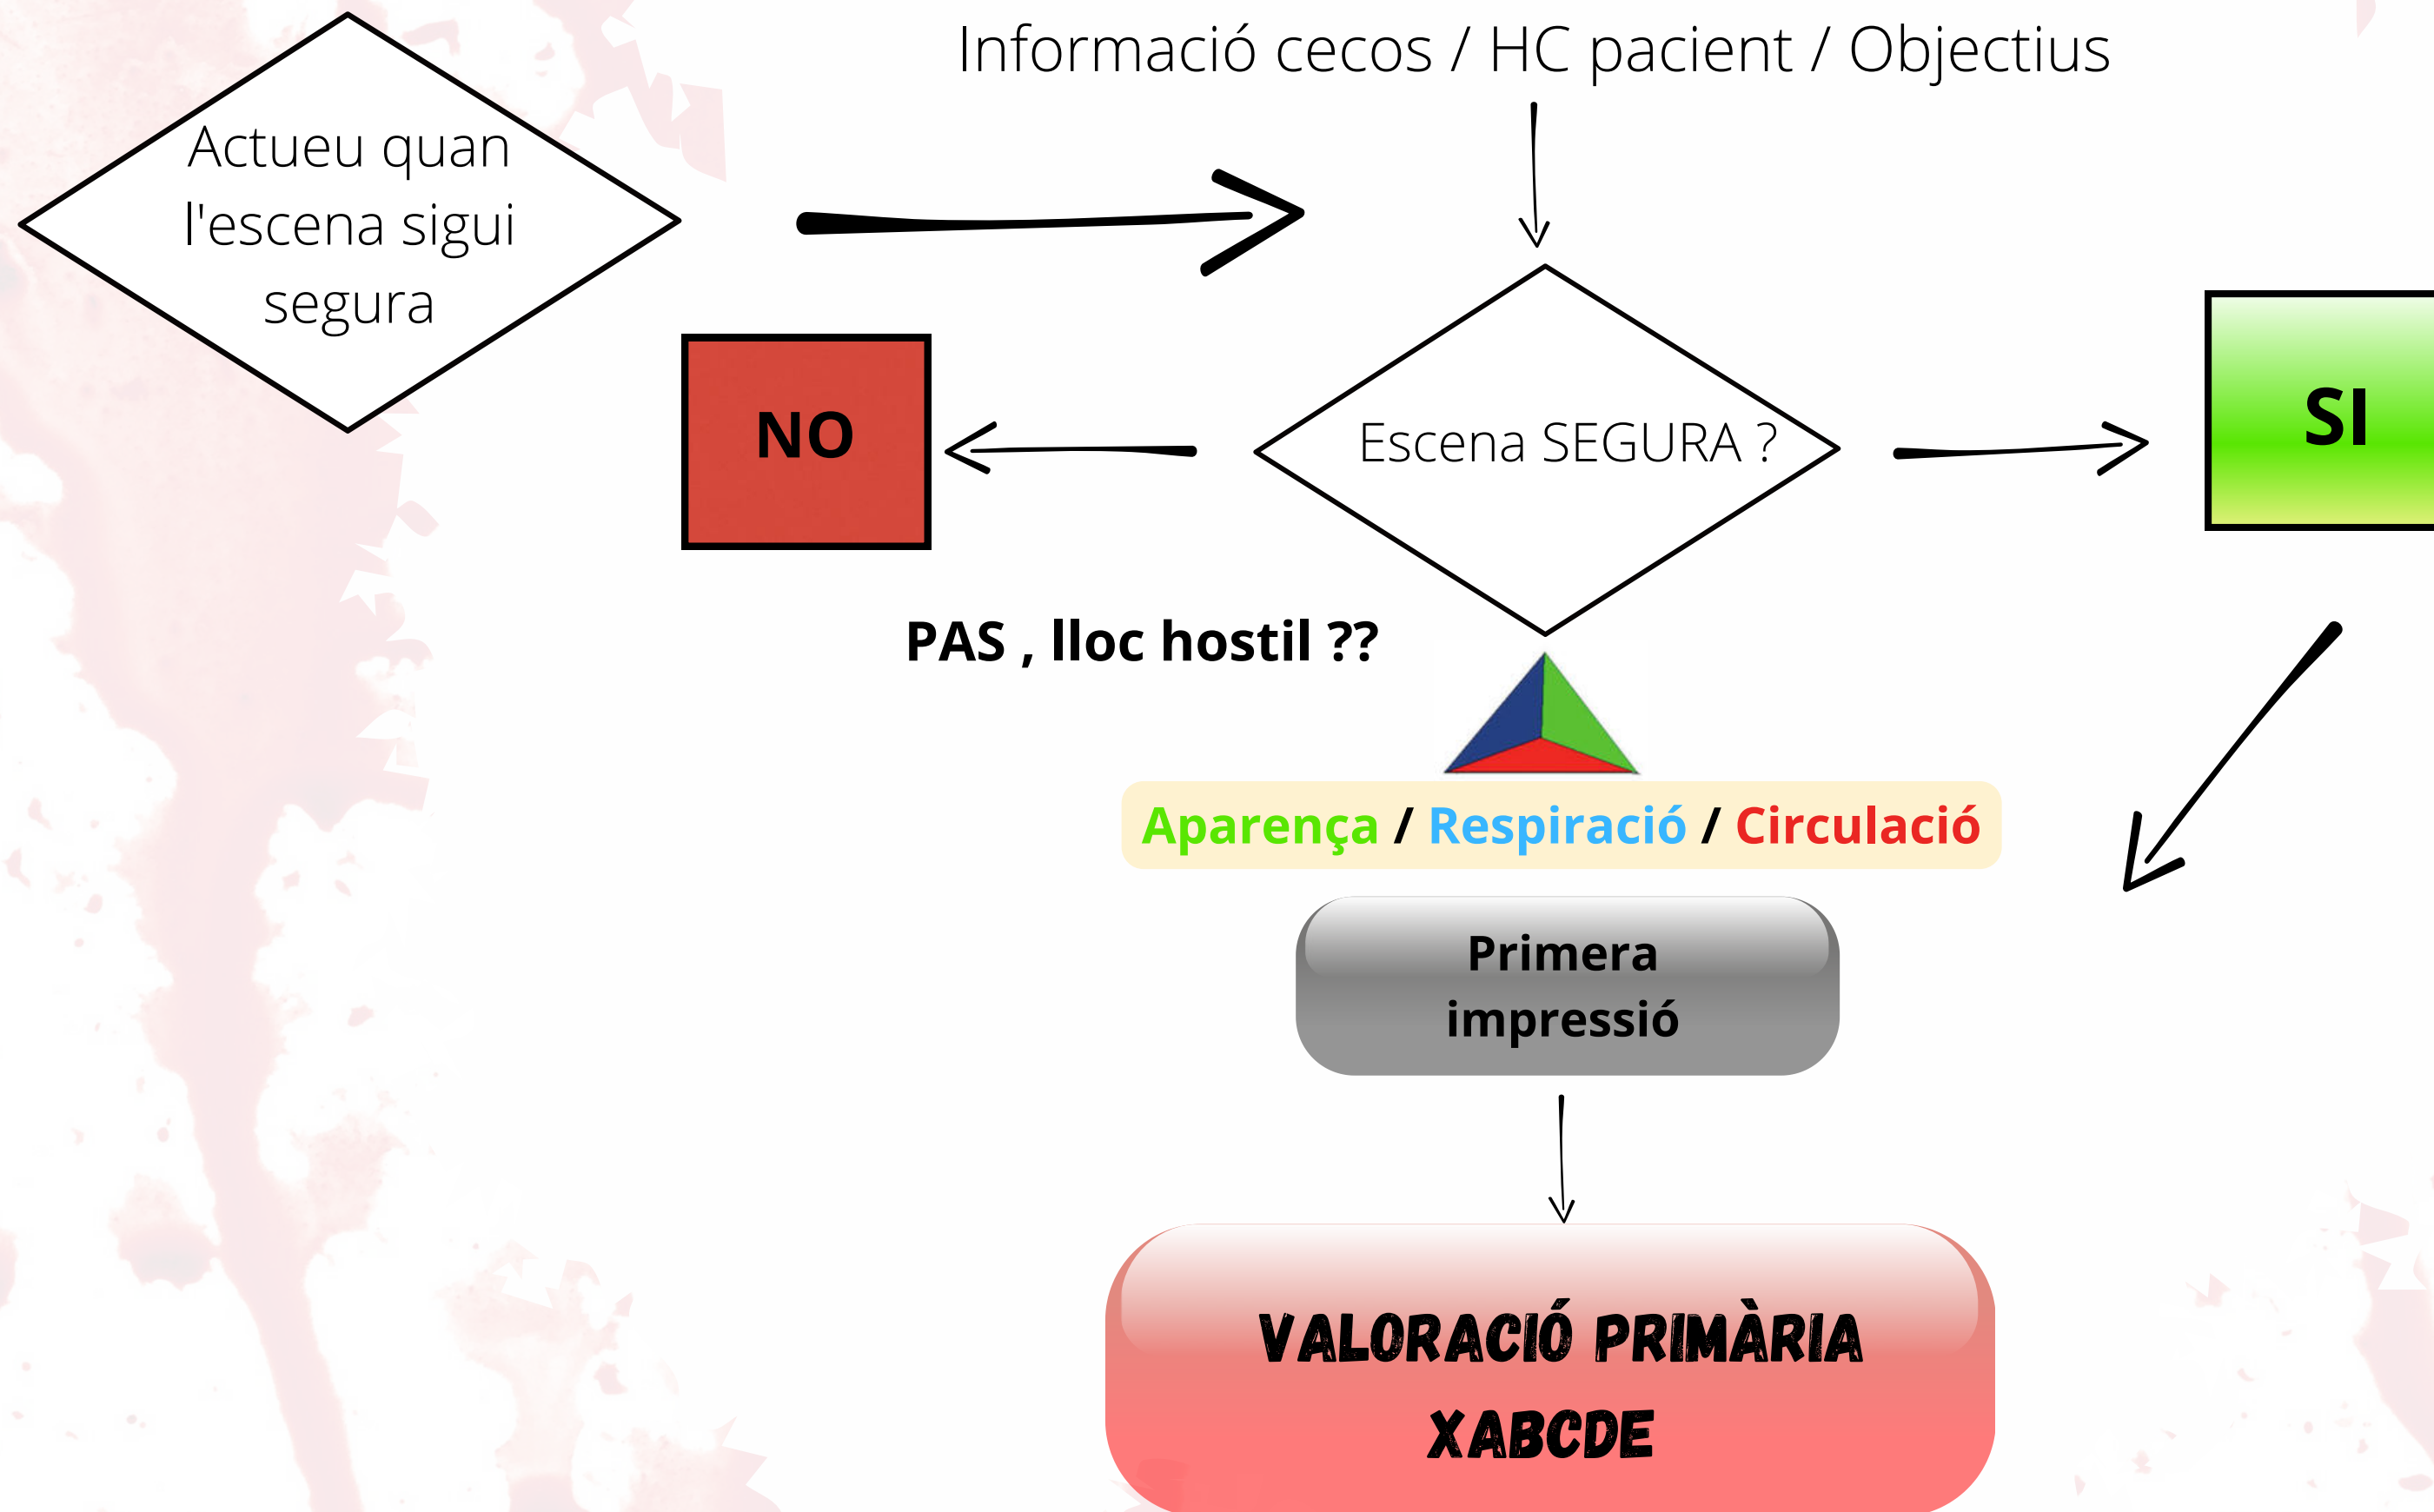 Informació cecos / HC pacient / Objectius
Actueu quan
l'escena sigui
segura
NO
Escena SEGURA ?
SI
PAS , lloc hostil ??
Aparença / Respiració / Circulació
Primera
impressió
VALORACIÓ PRIMÀRIA
XABCDE